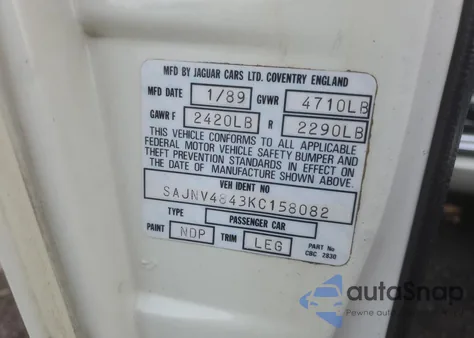 MFD BY JAGUAR CARS LTD. COVENTRY ENGLAND
MFD DATE 1/89 GVWR 4710LB
GAWR F 2420LB R 2290LB
THIS VEHICLE CONFORMS TO ALL APPLICABLE
FEDERAL MOTOR VEHICLE SAFETY BUMPER AND
THEFT PREVENTION STANDARDS IN EFFECT ON
THE DATE OF MANUFACTURE SHOWN ABOVE.
VEH IDENT NO
SAJNV4843KC158082
TYPE PASSENGER CAR
PAINT NDP TRIM LEG PART No
CBC 2830
autoSnap
Pewne auto